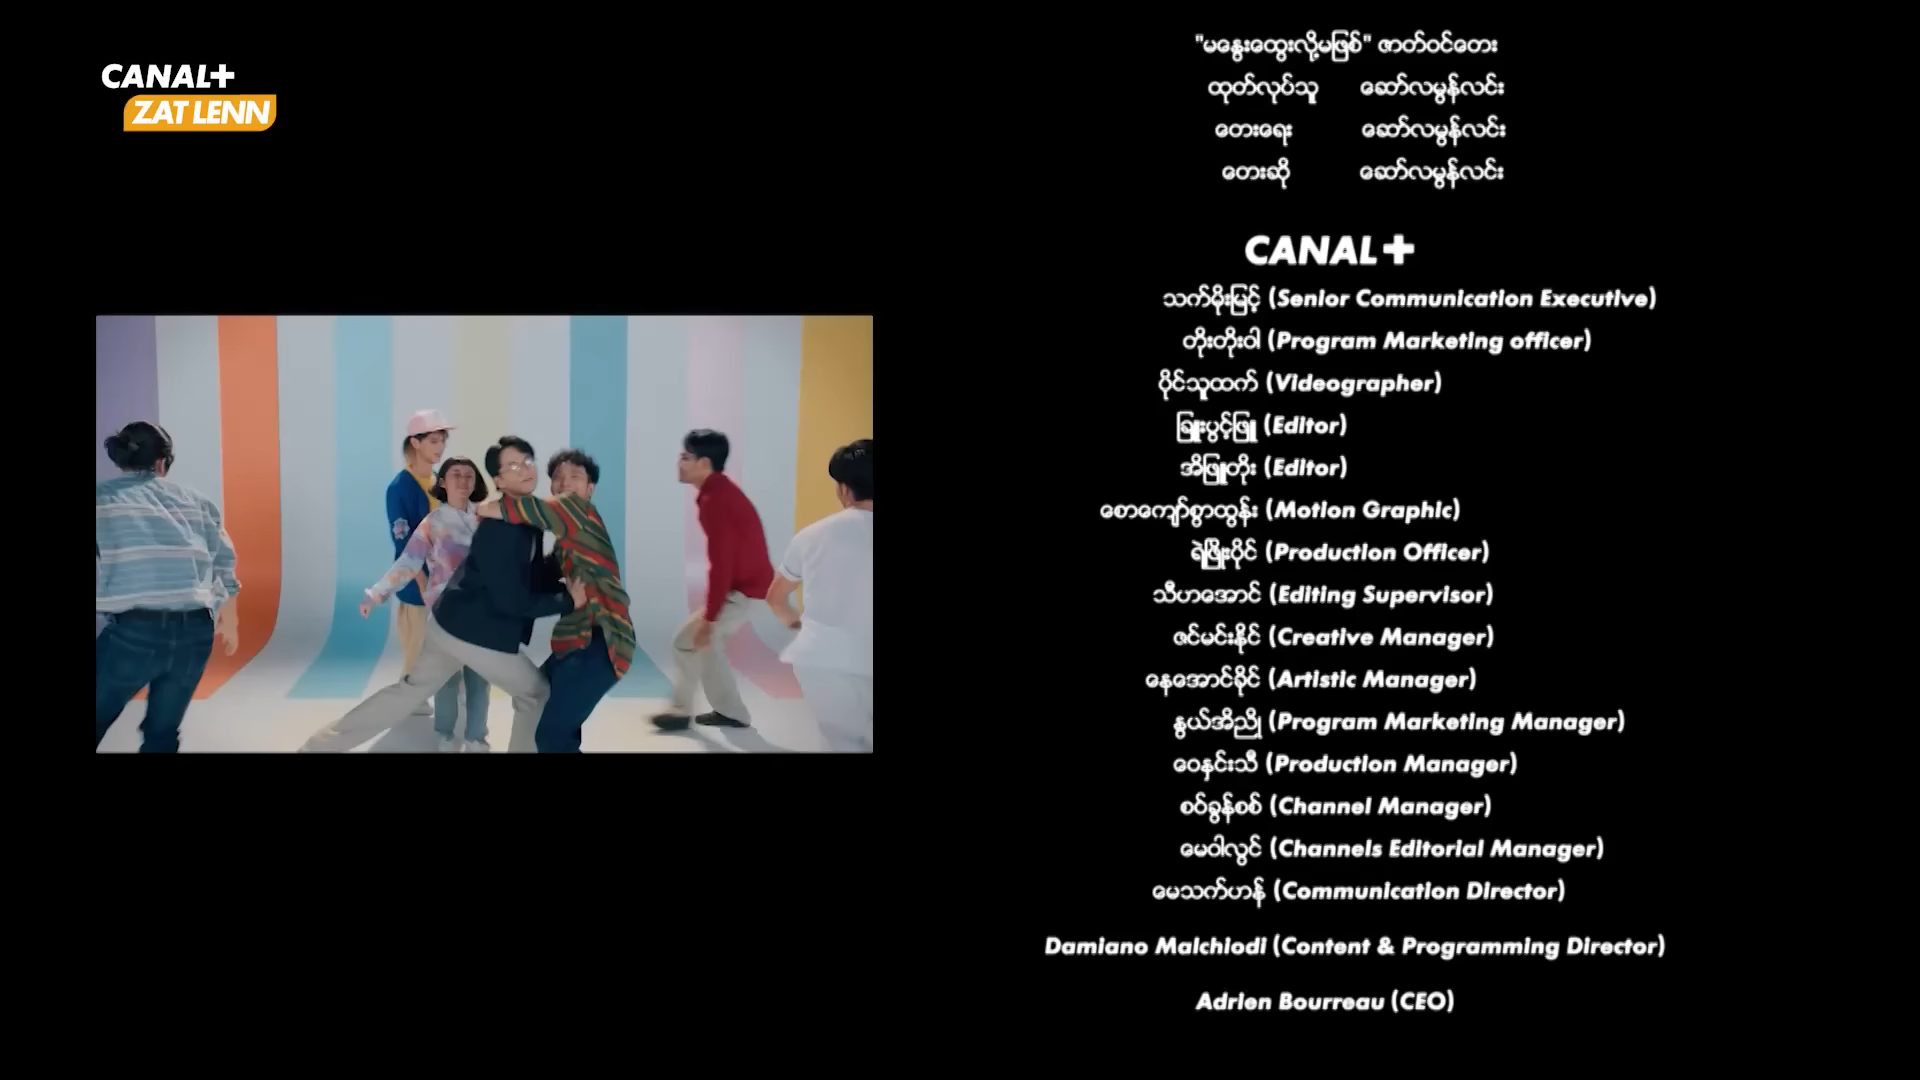 CANAL+
ZAT LENN
"မနွေးထွေးလို့မဖြစ်" ဇာတ်ဝင်တေး
ထုတ်လုပ်သူ ဆော်လမွန်လင်း
တေးရေး ဆော်လမွန်လင်း
တေးဆို ဆော်လမွန်လင်း
CANAL+
သက်မိုးမြင့် (Senior Communication Executive)
တိုးတိုးဝါ (Program Marketing officer)
ပိုင်သူထက် (Videographer)
ခြူးပွင့်ဖြူ (Editor)
အိဖြူတိုး (Editor)
စောကျော်စွာထွန်း (Motion Graphic)
ရဲဖြိုးပိုင် (Production Officer)
သီဟအောင် (Editing Supervisor)
ဇင်မင်းနိုင် (Creative Manager)
နေအောင်ခိုင် (Artistic Manager)
နွယ်အိညို (Program Marketing Manager)
ဝေနှင်းသီ (Production Manager)
စဝ်ခွန်စစ် (Channel Manager)
မေဝါလွင် (Channels Editorial Manager)
မေသက်ဟန် (Communication Director)
Damiano Malchiodi (Content & Programming Director)
Adrien Bourreau (CEO)